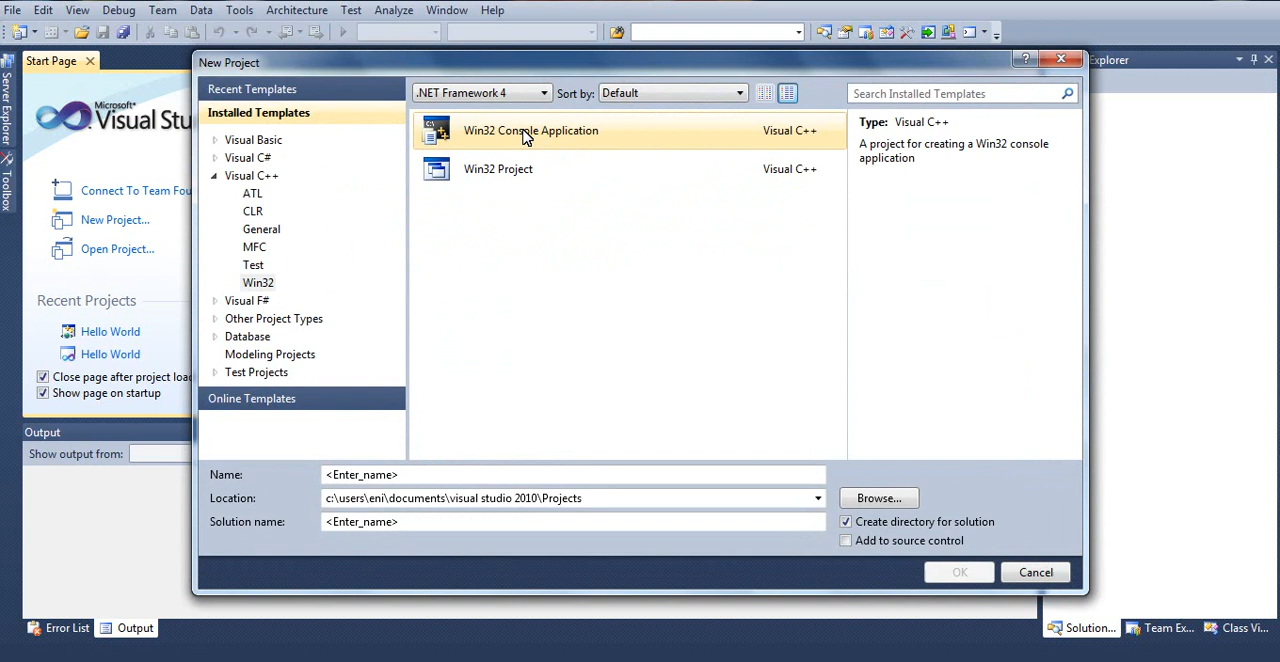 File Edit View Debug Team Data Tools Architecture Test Analyze Window Help
Start Page
Explorer
Server Explorer
Toolbox
Microsoft®
Visual Stu
Connect To Team Fou
New Project...
Open Project...
Recent Projects
Hello World
Hello World
Close page after project load
Show page on startup
Output
Show output from:
Error List
Output
Solution...
Team Ex...
Class Vi...
New Project
Recent Templates
Installed Templates
Visual Basic
Visual C#
Visual C++
ATL
CLR
General
MFC
Test
Win32
Visual F#
Other Project Types
Database
Modeling Projects
Test Projects
Online Templates
.NET Framework 4
Sort by: Default
Search Installed Templates
Win32 Console Application Visual C++
Win32 Project Visual C++
Type: Visual C++
A project for creating a Win32 console
application
Name: <Enter_name>
Location: c:\users\eni\documents\visual studio 2010\Projects
Browse...
Solution name: <Enter_name>
Create directory for solution
Add to source control
OK
Cancel